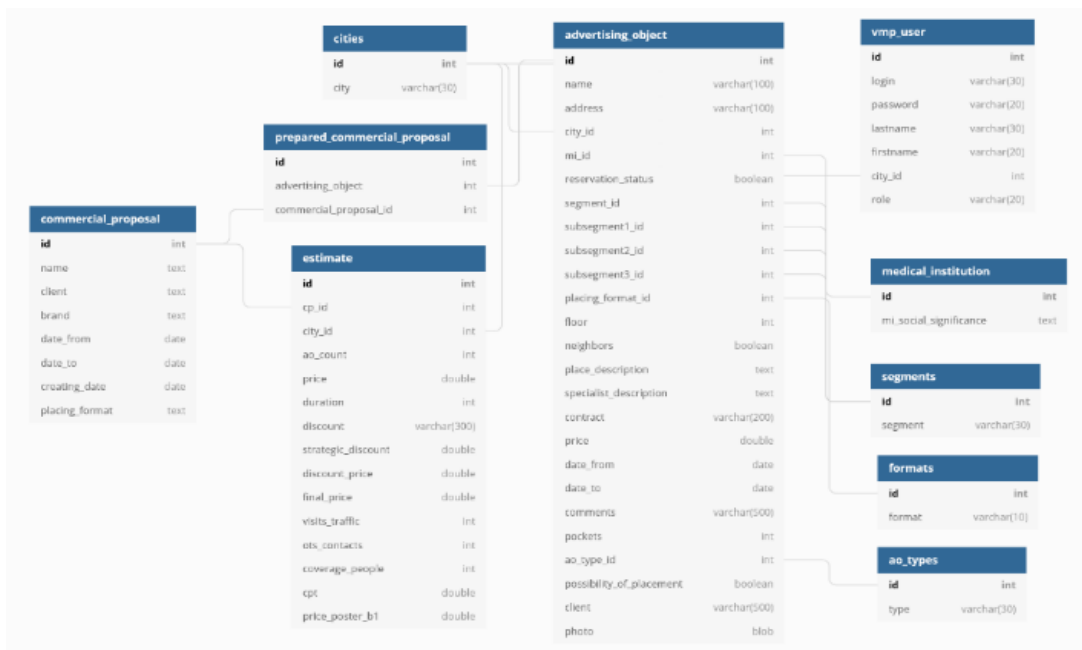 cities
id int
city varchar(30)
prepared_commercial_proposal
id int
advertising_object int
commercial_proposal_id int
commercial_proposal
id int
name text
client text
brand text
date_from date
date_to date
creating_date date
placing_format text
estimate
id int
cp_id int
city_id int
ao_count int
price double
duration int
discount varchar(300)
strategic_discount double
discount_price double
final_price double
visits_traffic int
ots_contacts int
coverage_people int
cpt double
price_poster_b1 double
advertising_object
id int
name varchar(100)
address varchar(100)
city_id int
mi_id int
reservation_status boolean
segment_id int
subsegment1_id int
subsegment2_id int
subsegment3_id int
placing_format_id int
floor int
neighbors boolean
place_description text
specialist_description text
contract varchar(200)
price double
date_from date
date_to date
comments varchar(500)
pockets int
ao_type_id int
possibility_of_placement boolean
client varchar(500)
photo blob
vmp_user
id int
login varchar(30)
password varchar(20)
lastname varchar(30)
firstname varchar(20)
city_id int
role varchar(20)
medical_institution
id int
mi_social_significance text
segments
id int
segment varchar(30)
formats
id int
format varchar(10)
ao_types
id int
type varchar(30)